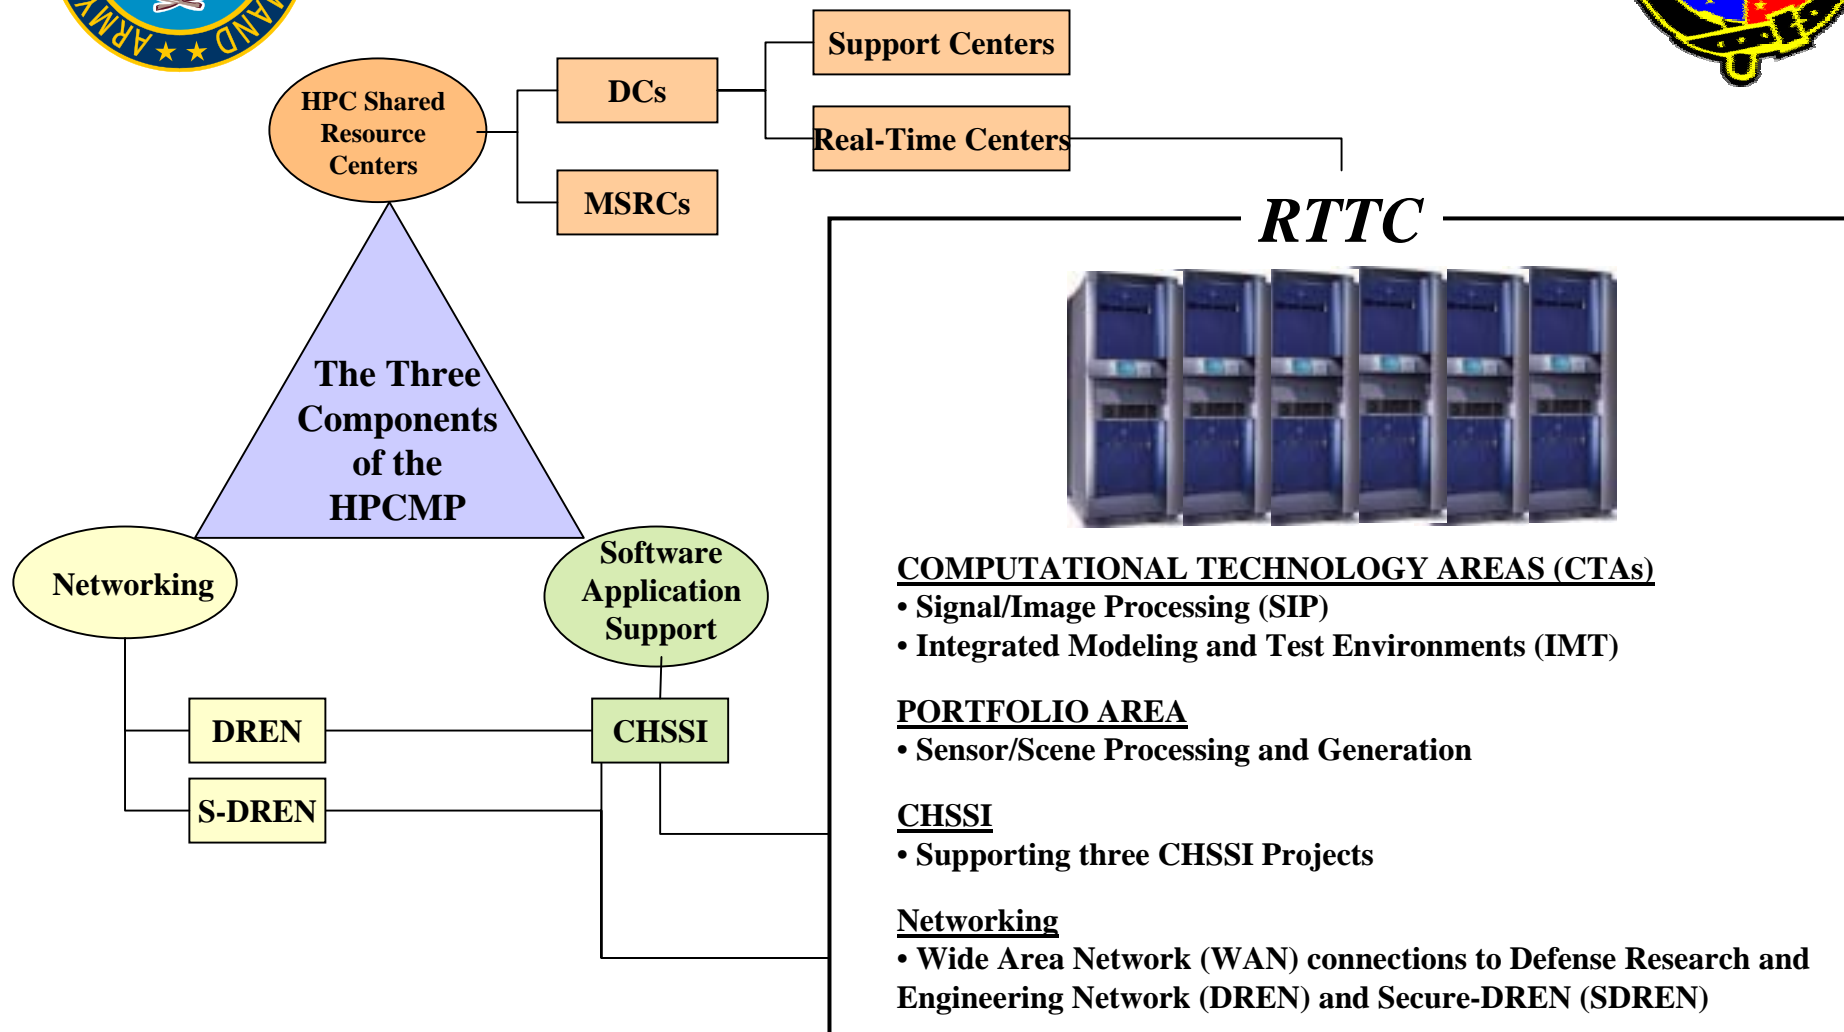 ARMY
MAND
HPC Shared
Resource
Centers
DCs
MSRCs
Support Centers
Real-Time Centers
The Three
Components
of the
HPCMP
Networking
Software
Application
Support
DREN
S-DREN
CHSSI
RTTC
COMPUTATIONAL TECHNOLOGY AREAS (CTAs)
• Signal/Image Processing (SIP)
• Integrated Modeling and Test Environments (IMT)
PORTFOLIO AREA
• Sensor/Scene Processing and Generation
CHSSI
• Supporting three CHSSI Projects
Networking
• Wide Area Network (WAN) connections to Defense Research and
Engineering Network (DREN) and Secure-DREN (SDREN)